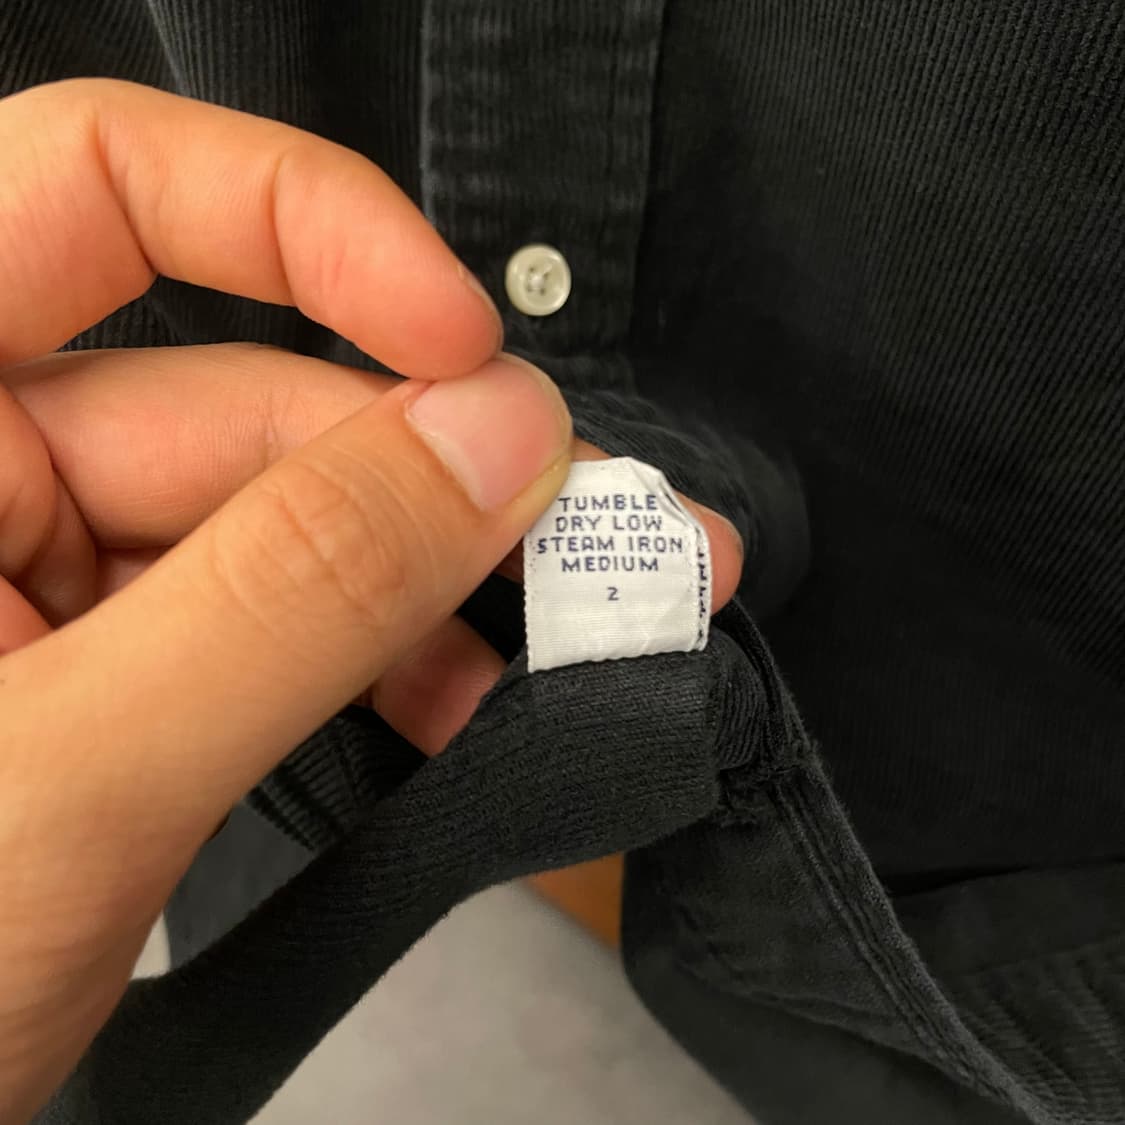 TUMBLE
DRY LOW
STEAM IRON
MEDIUM
2